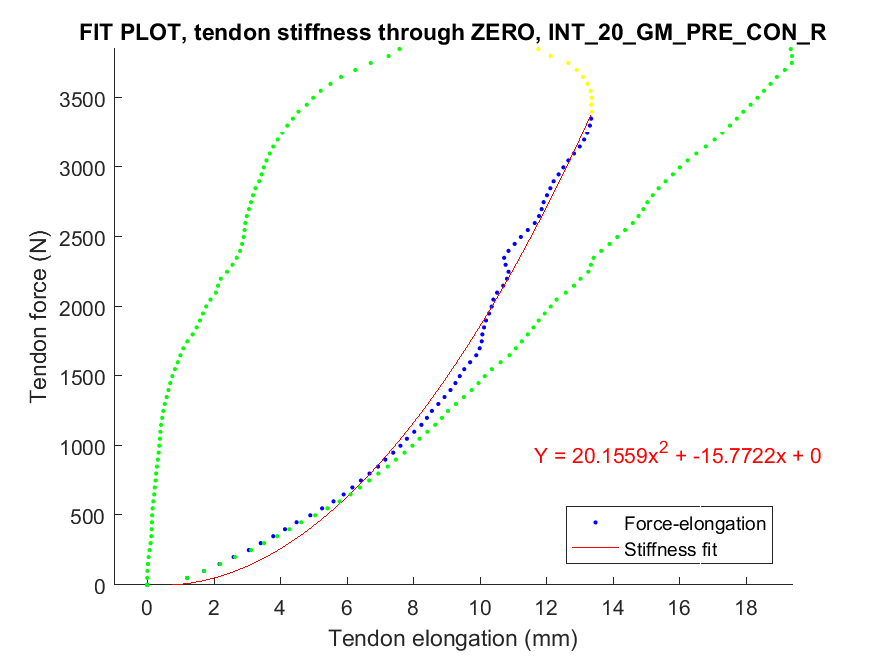 FIT PLOT, tendon stiffness through ZERO, INT_20_GM_PRE_CON_R
Tendon force (N)
3500
3000
2500
2000
1500
1000
500
0
Y = 20.1559x² + -15.7722x + 0
Force-elongation
Stiffness fit
0 2 4 6 8 10 12 14 16 18
Tendon elongation (mm)